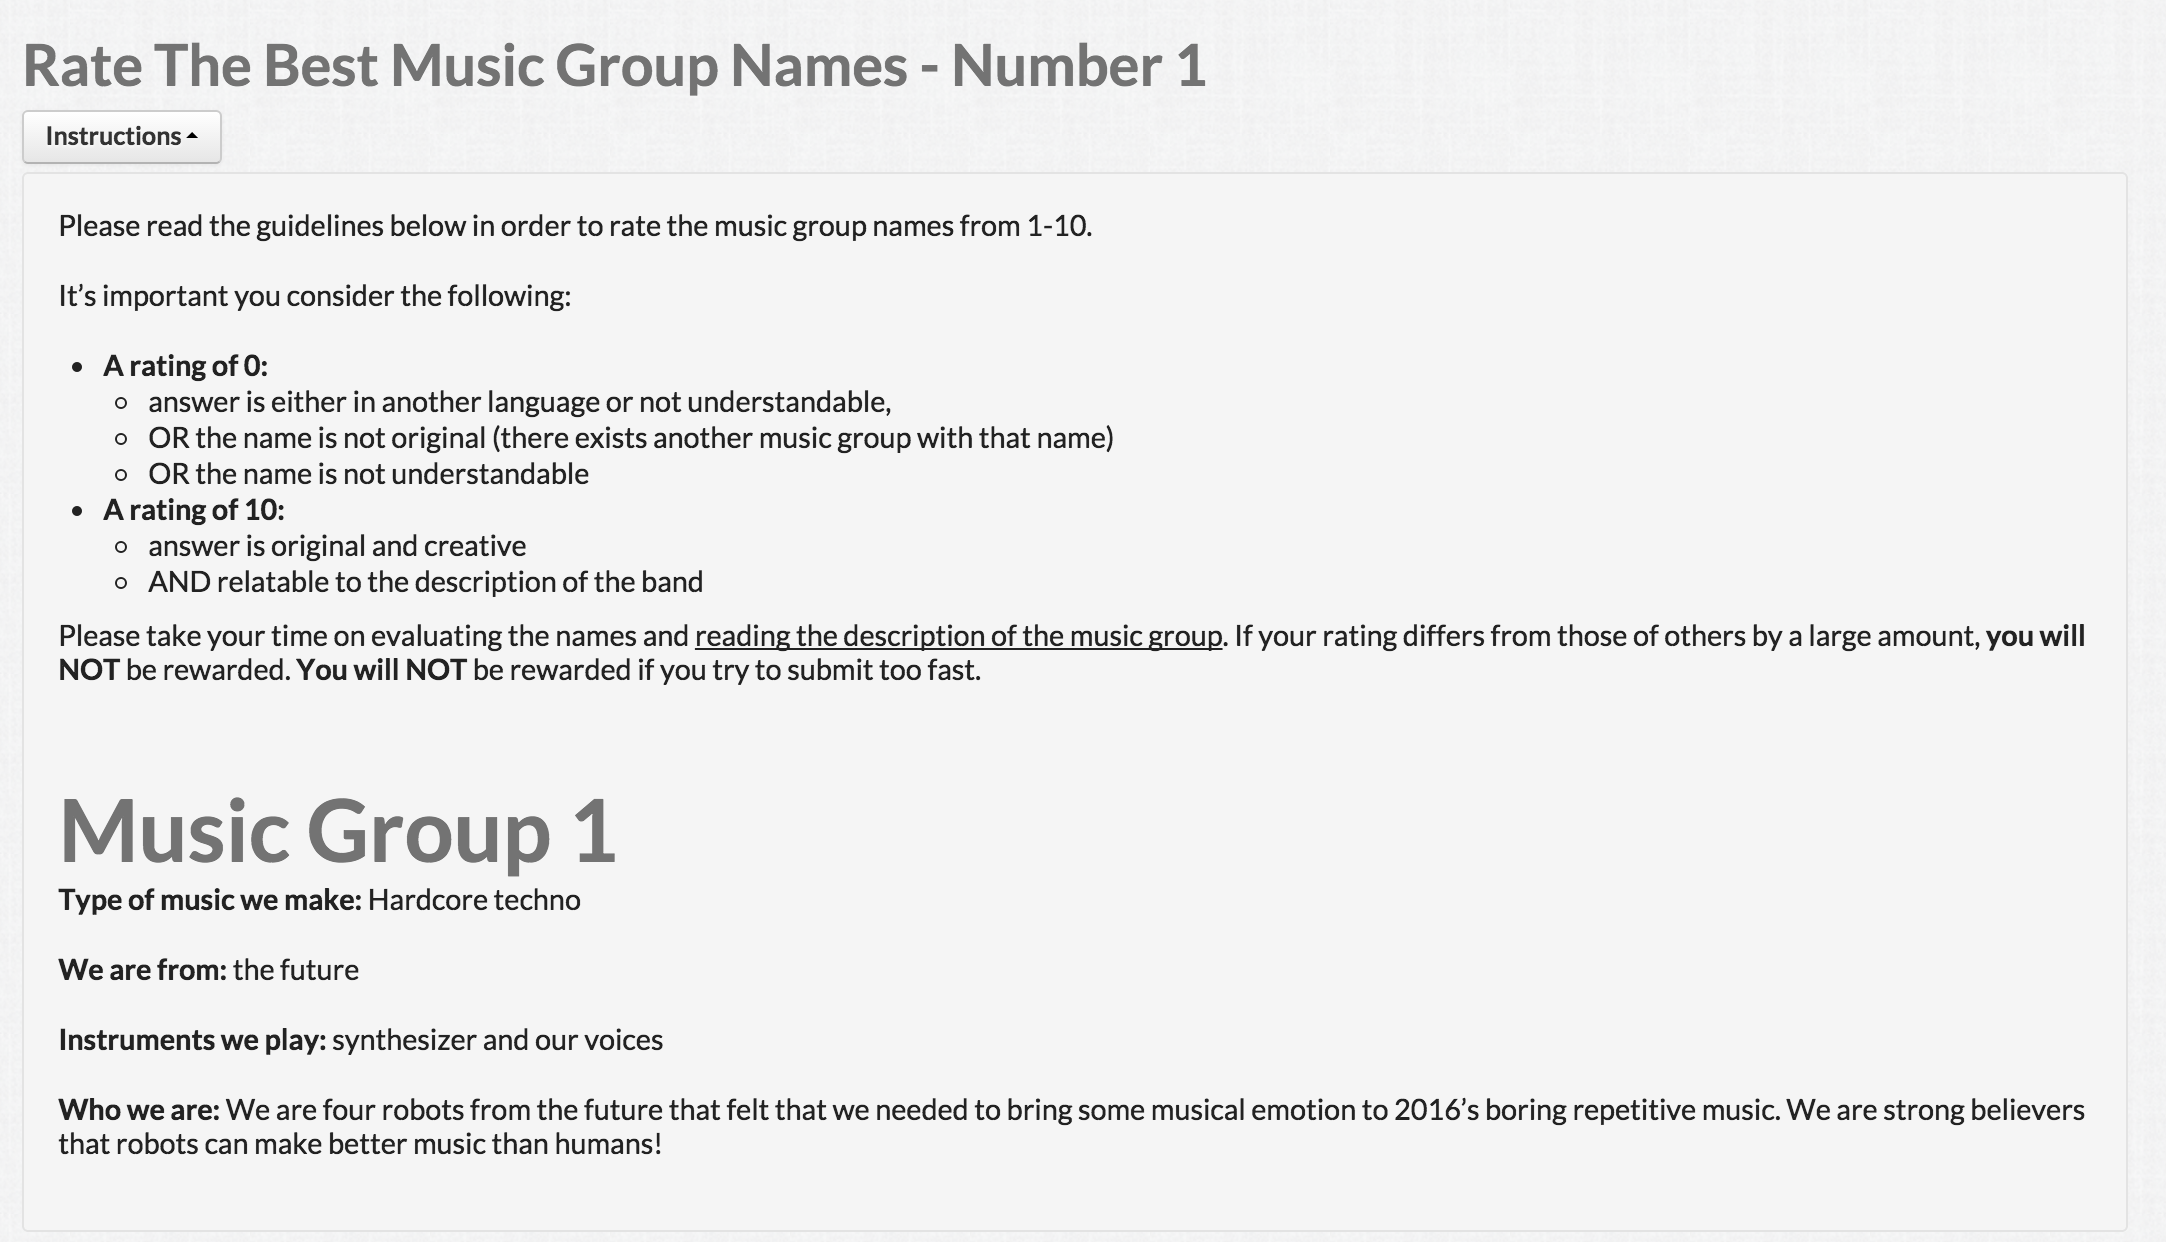 Rate The Best Music Group Names - Number 1
Instructions
Please read the guidelines below in order to rate the music group names from 1-10.
It’s important you consider the following:
A rating of 0:
answer is either in another language or not understandable,
OR the name is not original (there exists another music group with that name)
OR the name is not understandable
A rating of 10:
answer is original and creative
AND relatable to the description of the band
Please take your time on evaluating the names and reading the description of the music group. If your rating differs from those of others by a large amount, you will
NOT be rewarded. You will NOT be rewarded if you try to submit too fast.
Music Group 1
Type of music we make: Hardcore techno
We are from: the future
Instruments we play: synthesizer and our voices
Who we are: We are four robots from the future that felt that we needed to bring some musical emotion to 2016’s boring repetitive music. We are strong believers
that robots can make better music than humans!